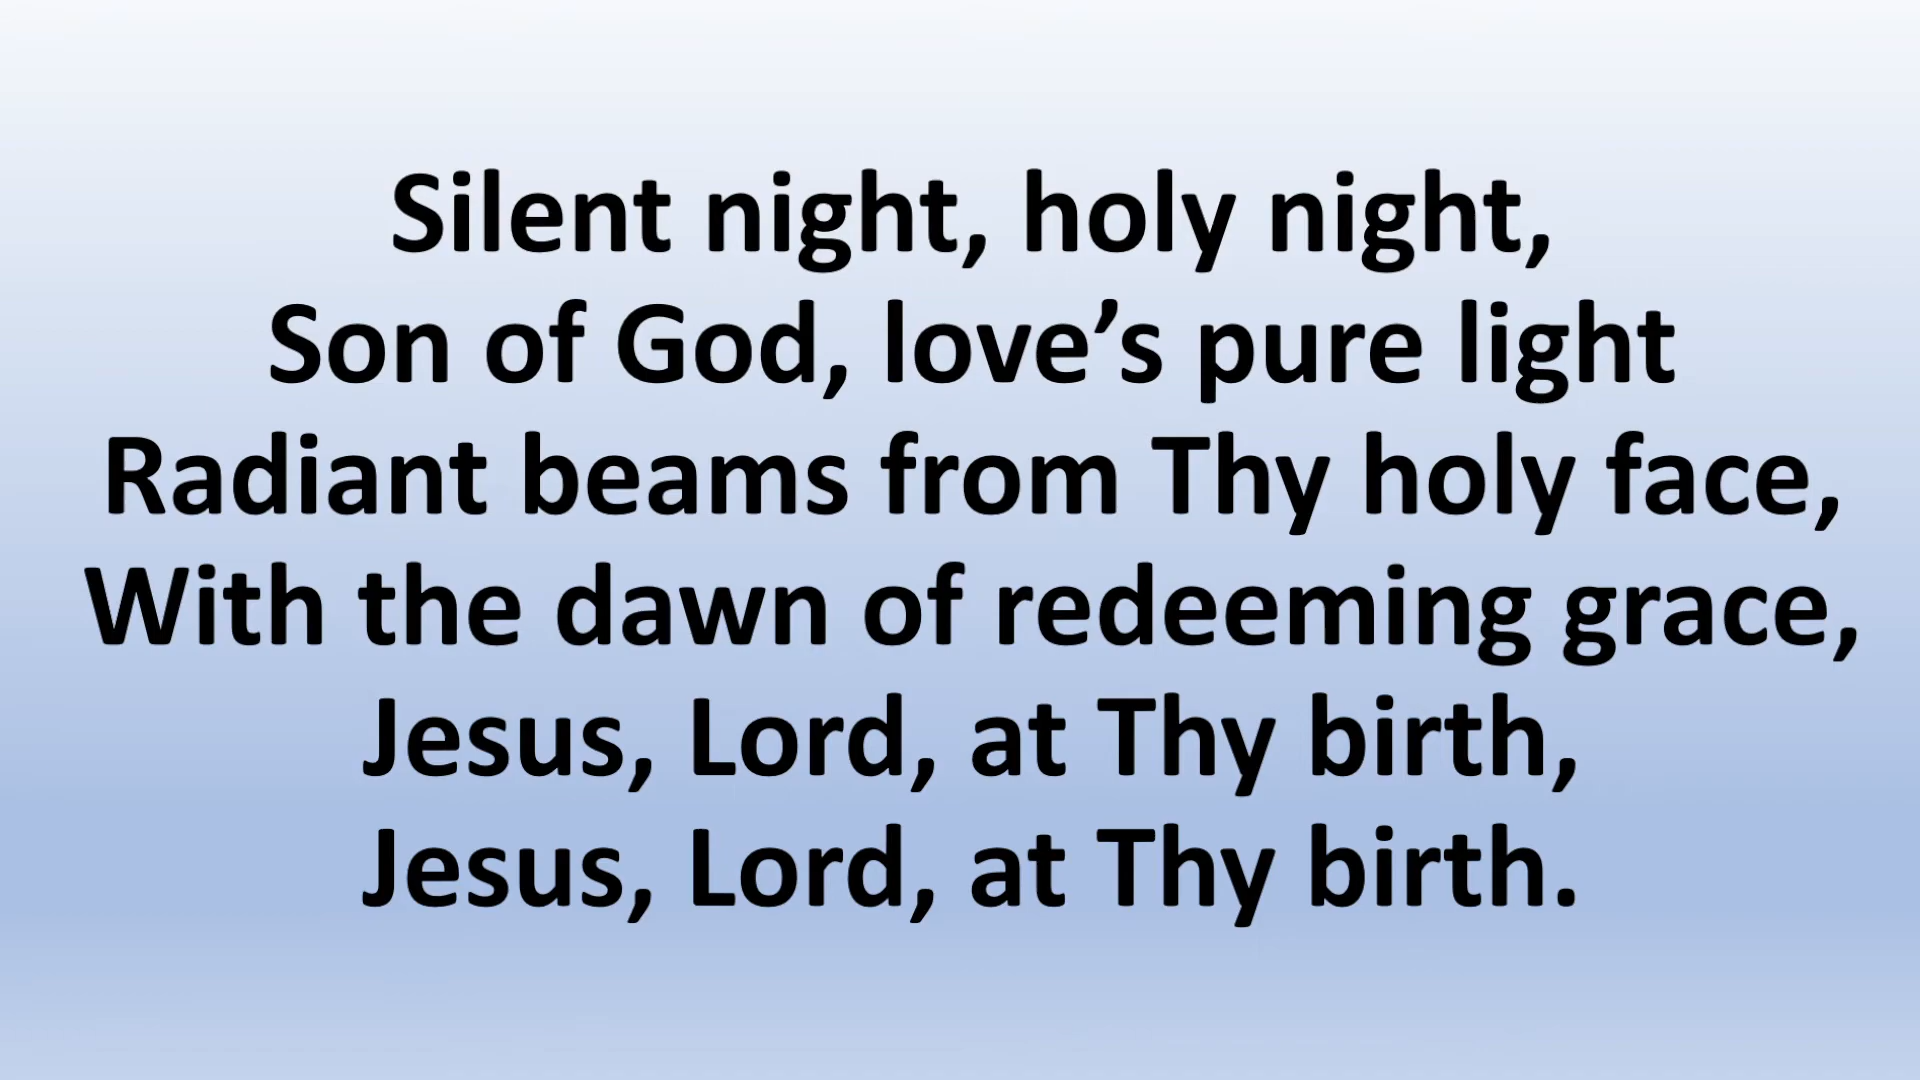 Silent night, holy night,
Son of God, love’s pure light
Radiant beams from Thy holy face,
With the dawn of redeeming grace,
Jesus, Lord, at Thy birth,
Jesus, Lord, at Thy birth.